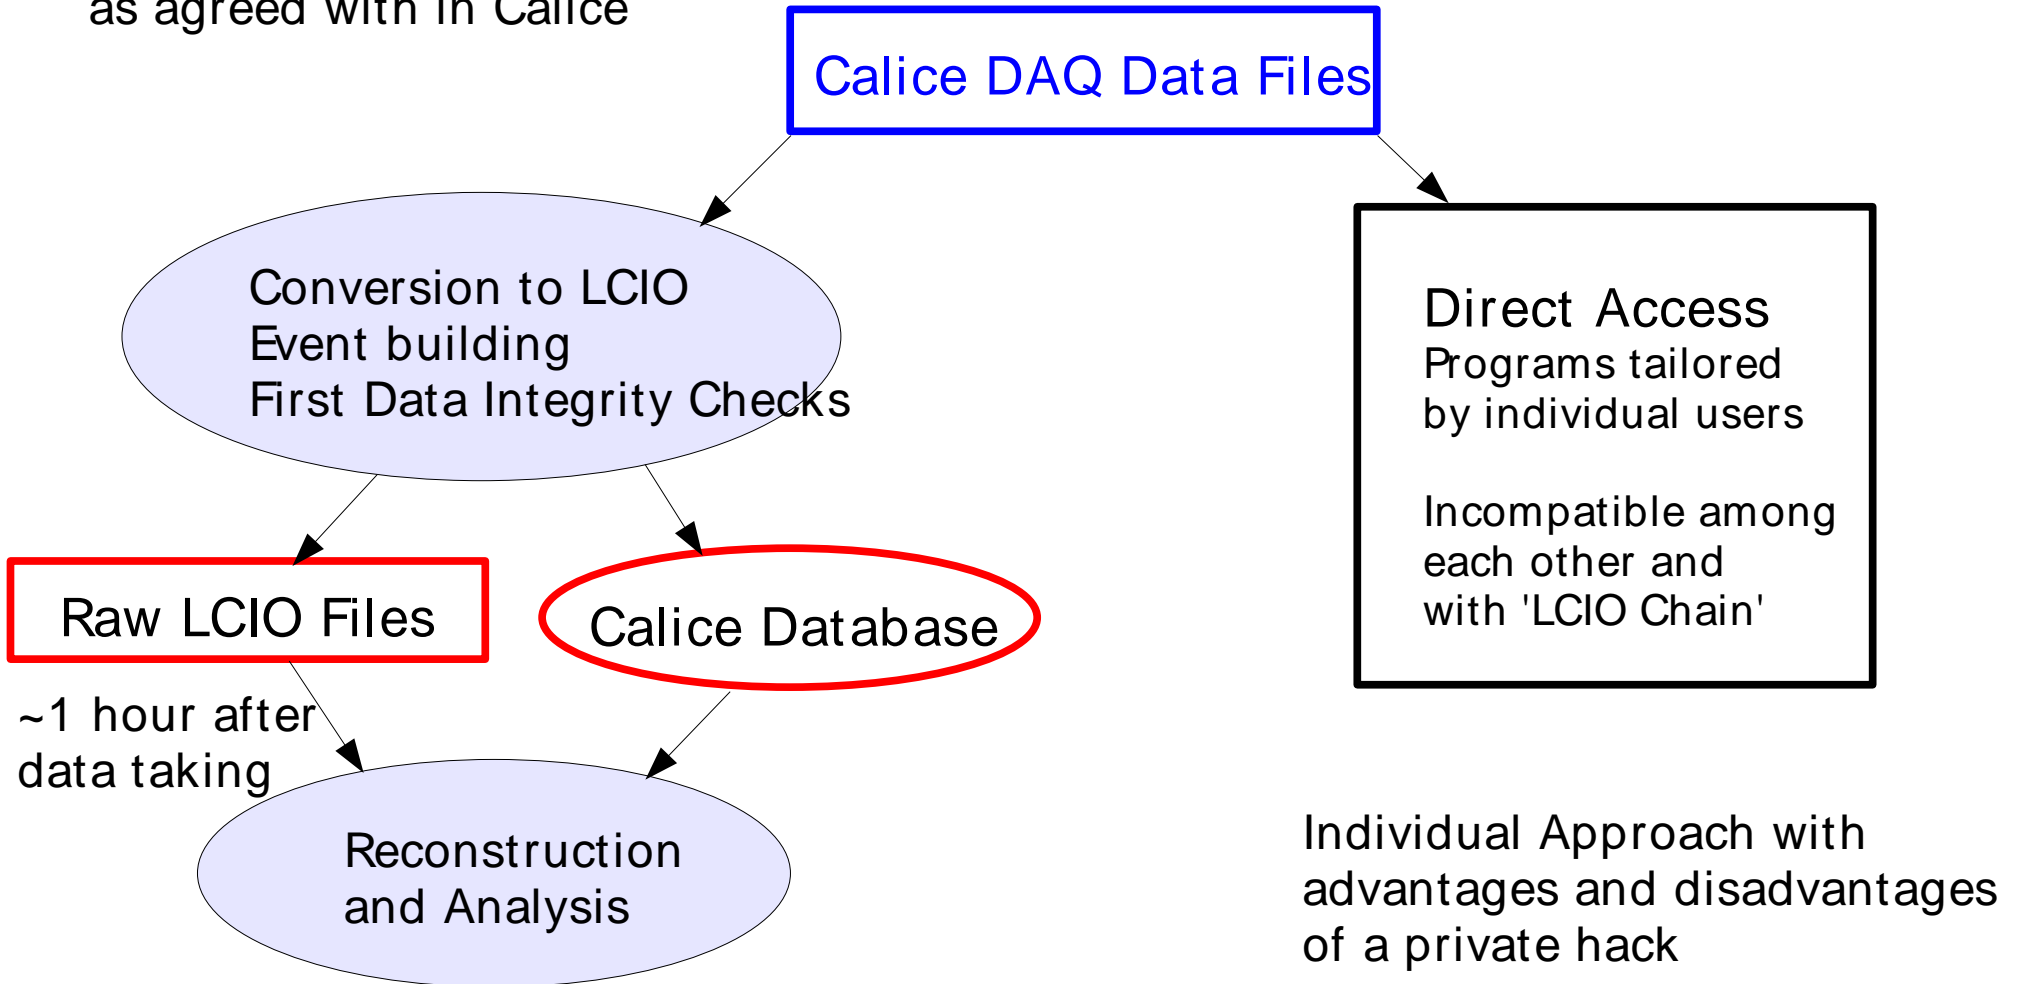 as agreed with in Calice
Calice DAQ Data Files
Conversion to LCIO
Event building
First Data Integrity Checks
Direct Access
Programs tailored
by individual users
Incompatible among
each other and
with 'LCIO Chain'
Raw LCIO Files
Calice Database
~1 hour after
data taking
Reconstruction
and Analysis
Individual Approach with
advantages and disadvantages
of a private hack